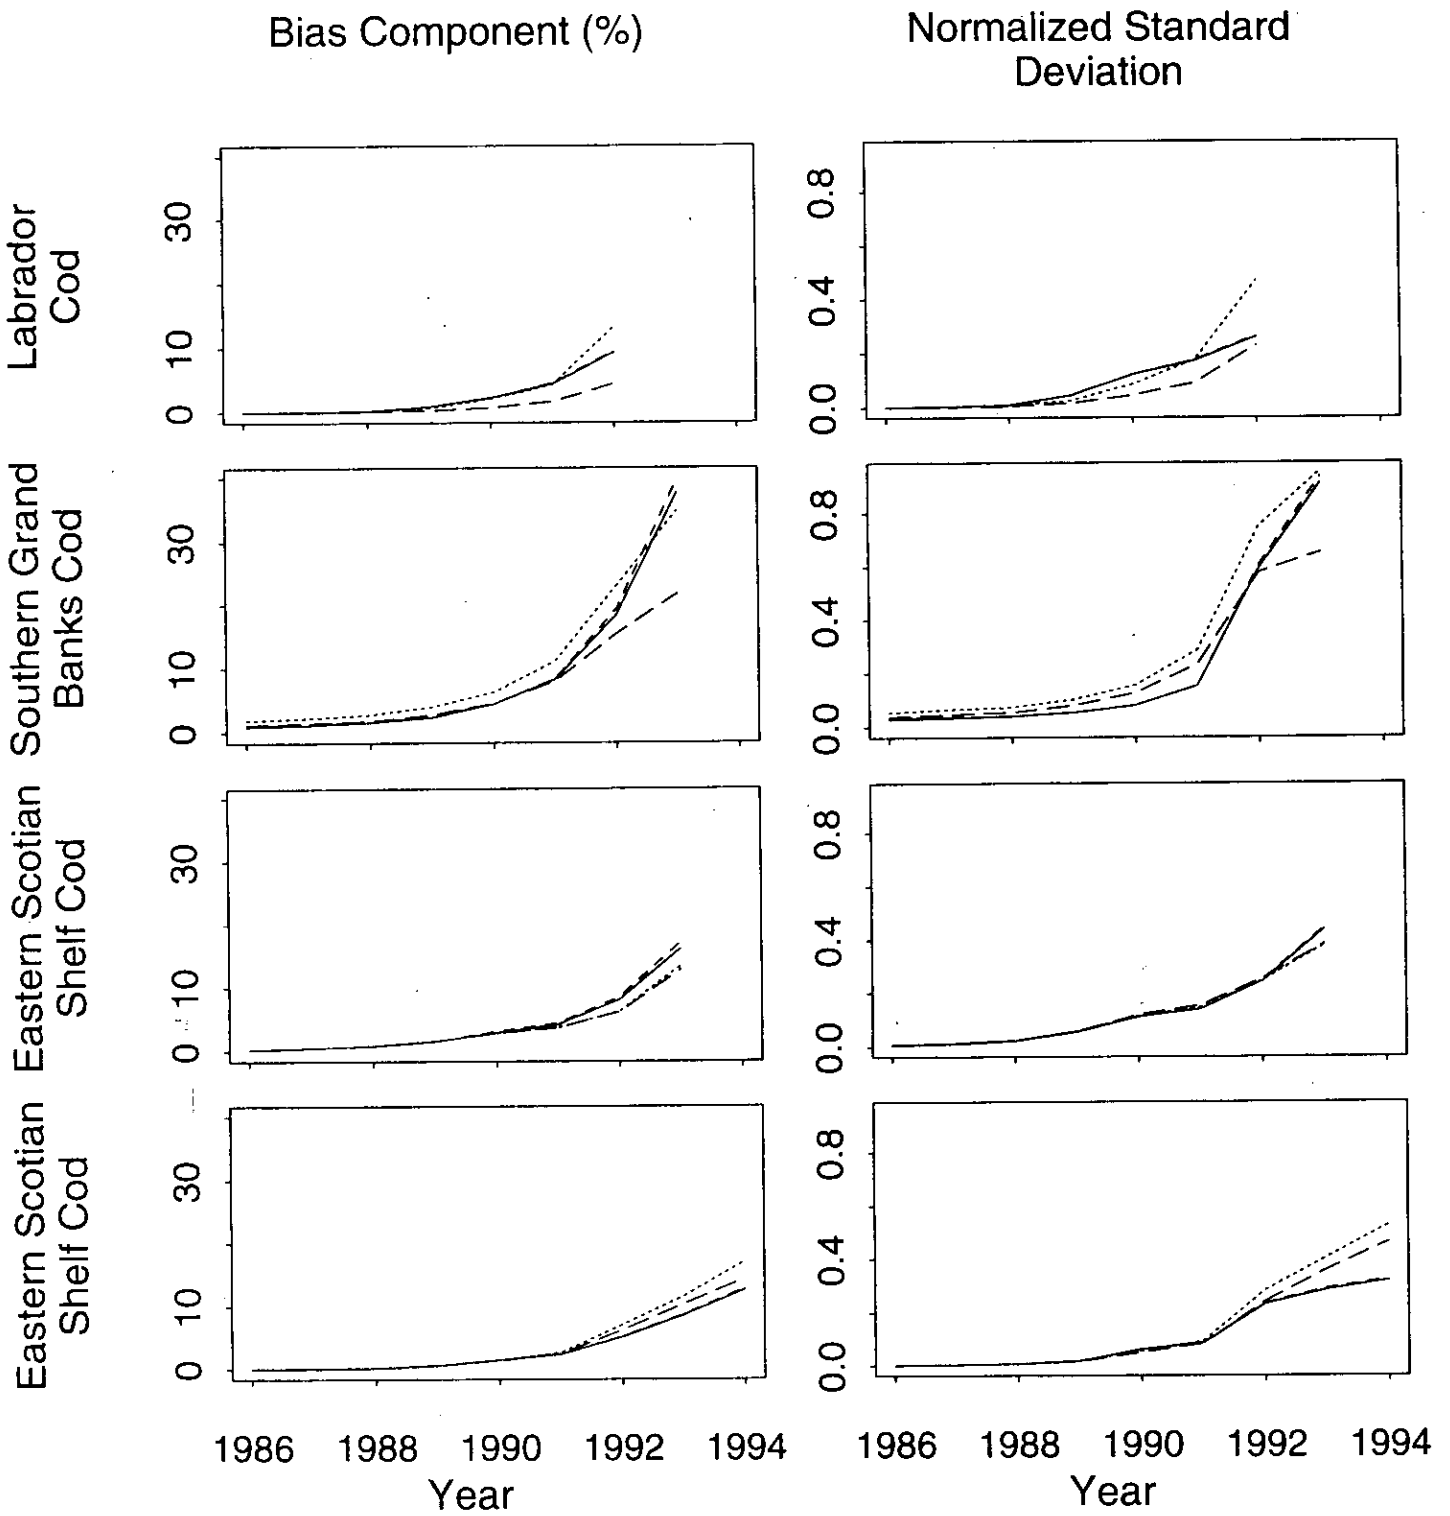 Bias Component (%)
Normalized Standard
Deviation
Labrador
Cod
30
10
0
0.8
0.4
0.0
Southern Grand
Banks Cod
30
10
0
0.8
0.4
0.0
Eastern Scotian
Shelf Cod
30
10
0
0.8
0.4
0.0
Eastern Scotian
Shelf Cod
30
10
0
0.8
0.4
0.0
1986 1988 1990 1992 1994
1986 1988 1990 1992 1994
Year
Year